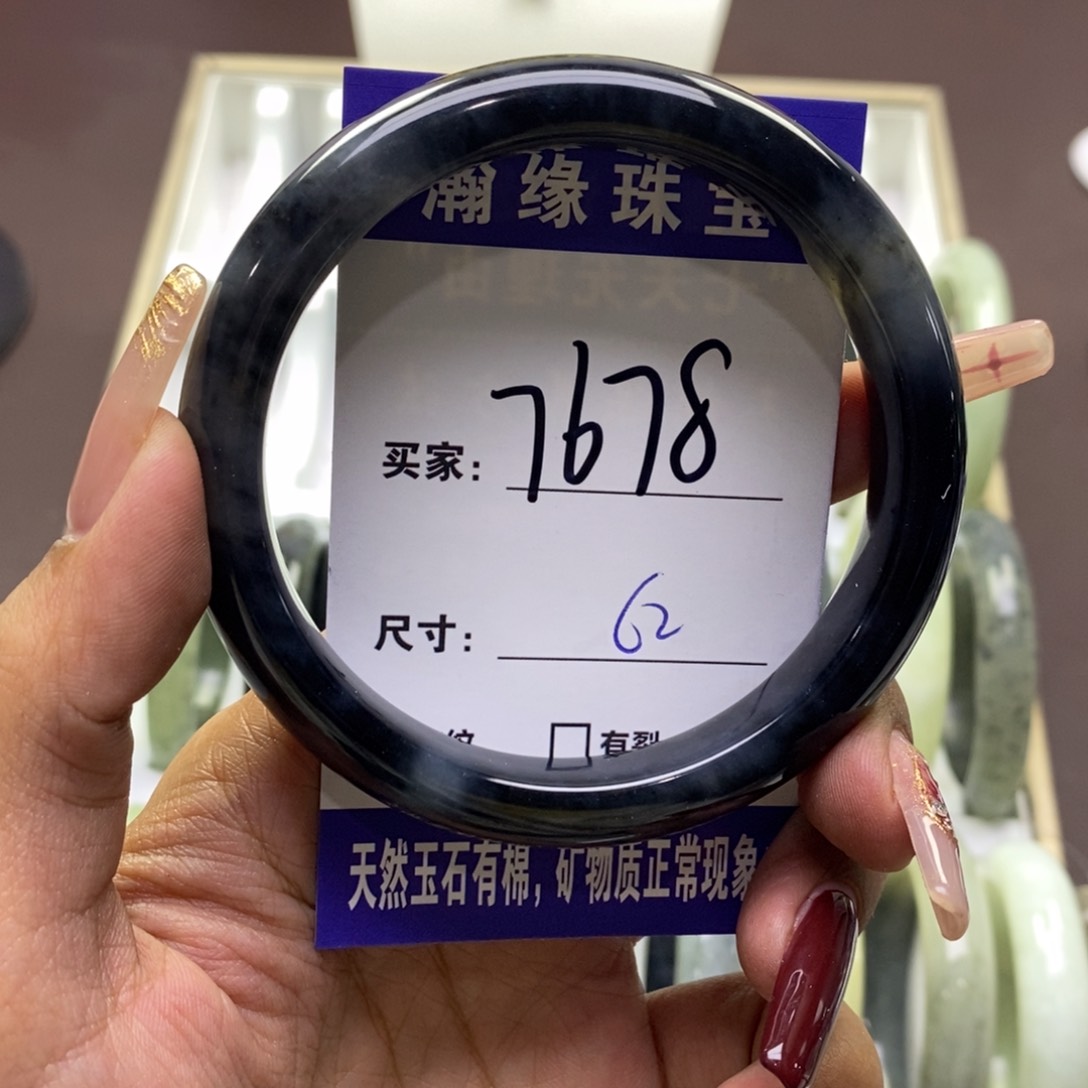 瀚缘珠宝
买家： 7678
尺寸： 62
纹 □ 有裂
天然玉石有棉，矿物质正常现象